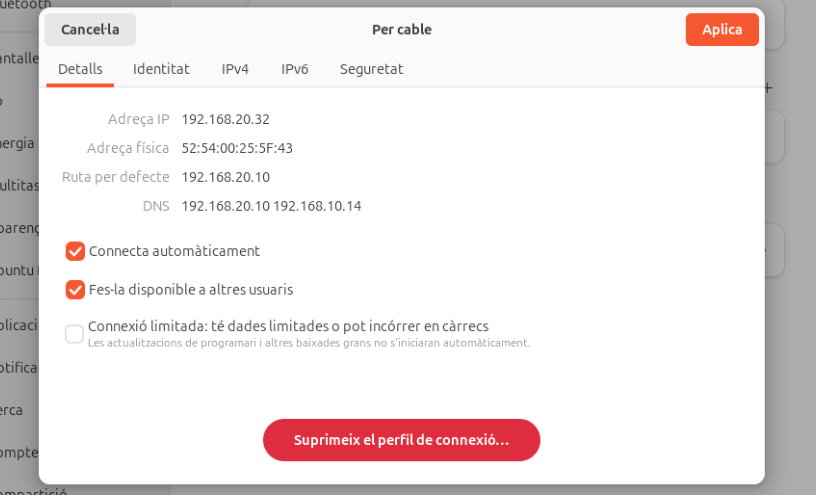 Cancel·la
Per cable
Aplica
Detalls
Identitat
IPv4
IPv6
Seguretat
Adreça IP 192.168.20.32
Adreça física 52:54:00:25:5F:43
Ruta per defecte 192.168.20.10
DNS 192.168.20.10 192.168.10.14
Connecta automàticament
Fes-la disponible a altres usuaris
Connexió limitada: té dades limitades o pot incórrer en càrrecs
Les actualitzacions de programari i altres baixades grans no s'iniciaran automàticament.
Suprimeix el perfil de connexió…